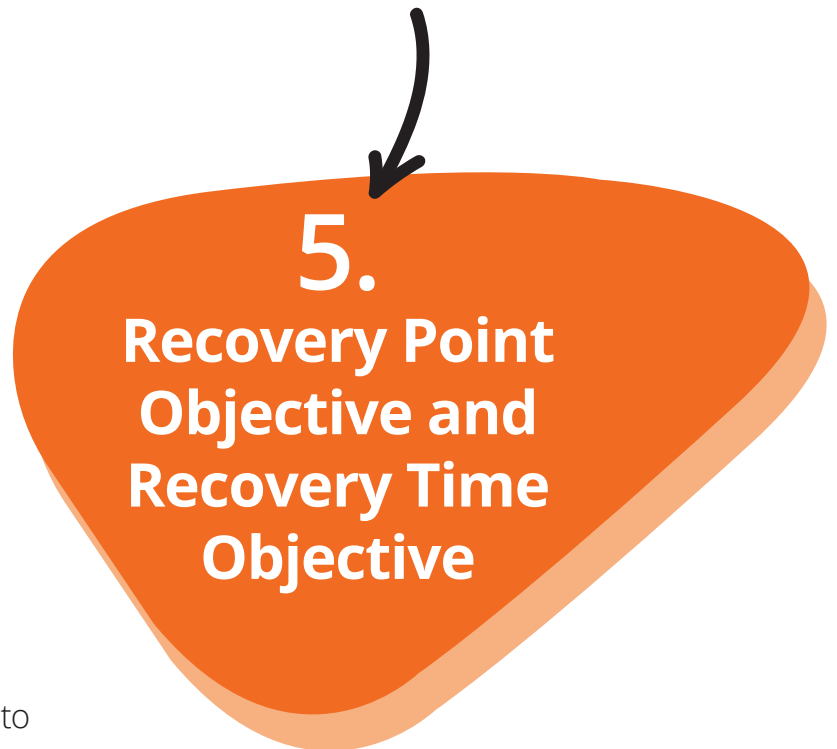 5.
Recovery Point
Objective and
Recovery Time
Objective
to